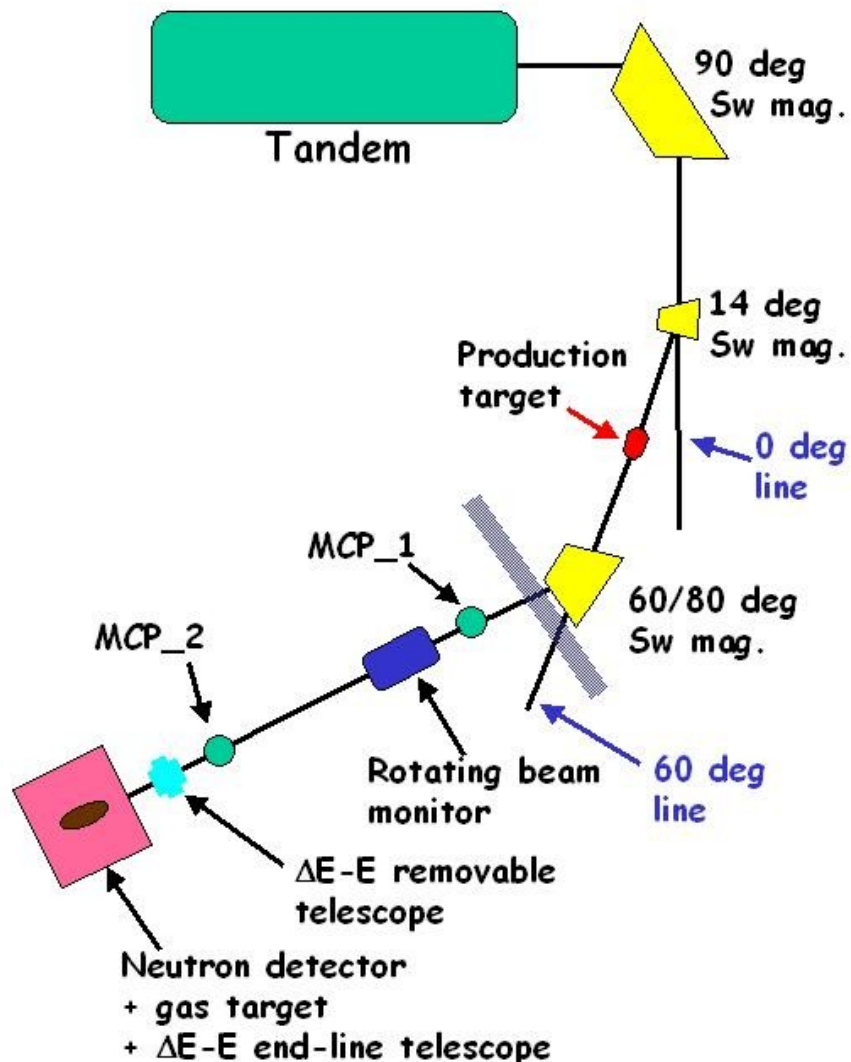 90 deg
Sw mag.
Tandem
14 deg
Sw mag.
Production
target
0 deg
line
MCP_1
60/80 deg
Sw mag.
MCP_2
Rotating beam
monitor
60 deg
line
ΔE-E removable
telescope
Neutron detector
+ gas target
+ ΔE-E end-line telescope